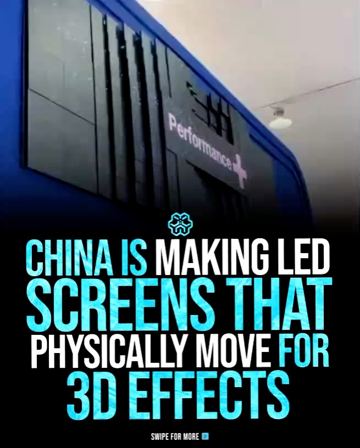 Performance+
CHINA IS MAKING LED
SCREENS THAT
PHYSICALLY MOVE FOR
3D EFFECTS
SWIPE FOR MORE